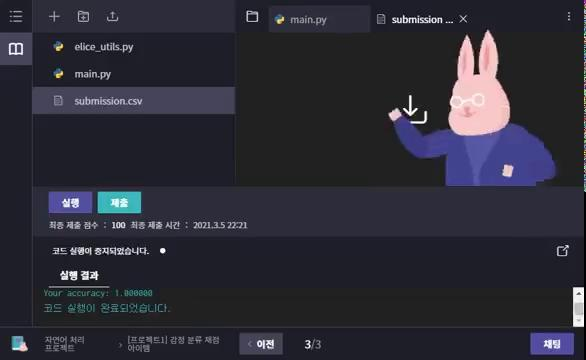 main.py
submission ...
elice_utils.py
main.py
submission.csv
실행
제출
최종 제출 점수 : 100 최종 제출 시간 : 2021.3.5 22:21
코드 실행이 중지되었습니다.
실행 결과
Your accuracy: 1.000000
코드 실행이 완료되었습니다.
자연어 처리
프로젝트
[프로젝트1] 감정 분류 채점
아이템
이전
3/3
채팅